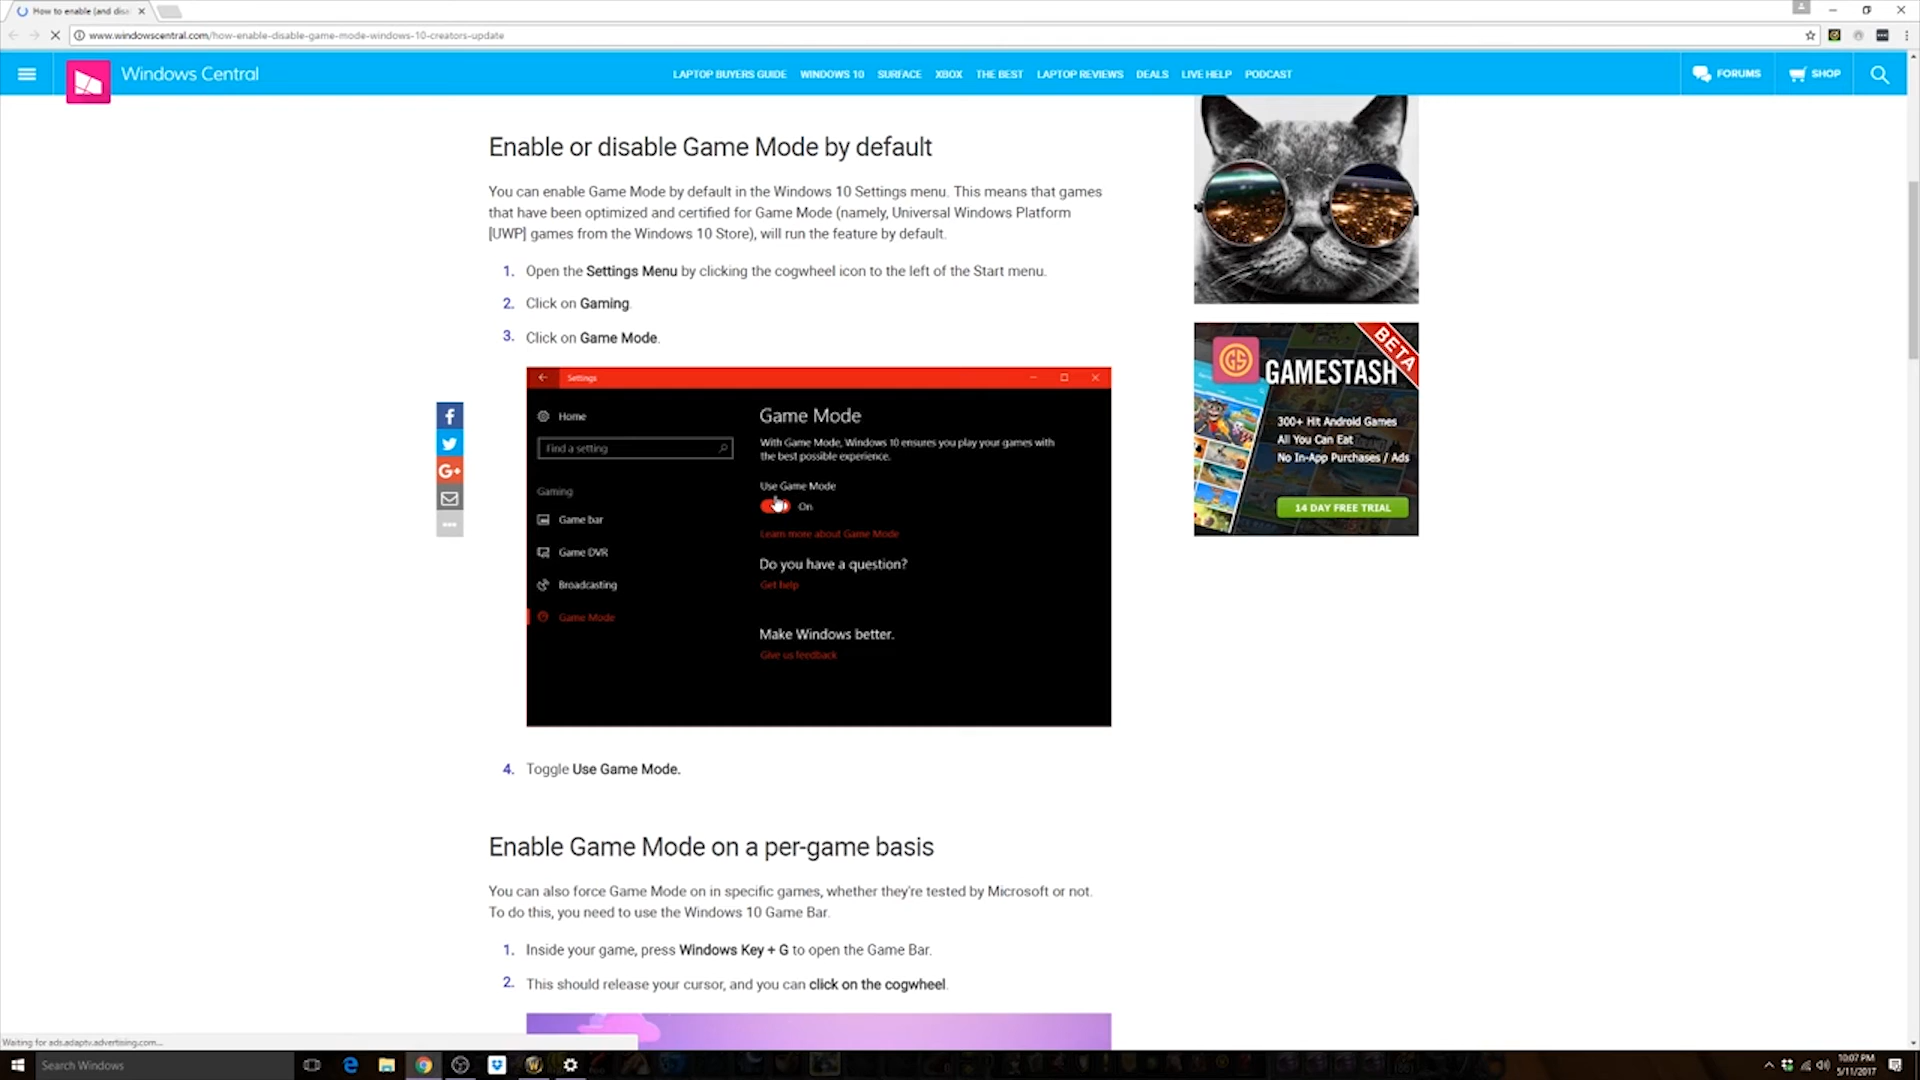 How to enable (and disa
www.windowscentral.com/how-enable-disable-game-mode-windows-10-creators-update
Windows Central
LAPTOP BUYERS GUIDE WINDOWS 10 SURFACE XBOX THE BEST LAPTOP REVIEWS DEALS LIVE HELP PODCAST
FORUMS SHOP
Enable or disable Game Mode by default
You can enable Game Mode by default in the Windows 10 Settings menu. This means that games
that have been optimized and certified for Game Mode (namely, Universal Windows Platform
[UWP] games from the Windows 10 Store), will run the feature by default.
1. Open the Settings Menu by clicking the cogwheel icon to the left of the Start menu.
2. Click on Gaming.
3. Click on Game Mode.
Settings
Home
Find a setting
Gaming
Game bar
Game DVR
Broadcasting
Game Mode
Game Mode
With Game Mode, Windows 10 ensures you play your games with
the best possible experience.
Use Game Mode
On
Learn more about Game Mode
Do you have a question?
Get help
Make Windows better.
Give us feedback
4. Toggle Use Game Mode.
Enable Game Mode on a per-game basis
You can also force Game Mode on in specific games, whether they're tested by Microsoft or not.
To do this, you need to use the Windows 10 Game Bar.
1. Inside your game, press Windows Key + G to open the Game Bar.
2. This should release your cursor, and you can click on the cogwheel.
f
G+
BETA
GS
GAMESTASH
300+ Hit Android Games
All You Can Eat
No In-App Purchases / Ads
14 DAY FREE TRIAL
Waiting for ads.adaptv.advertising.com...
Search Windows
10:07 PM
5/11/2017